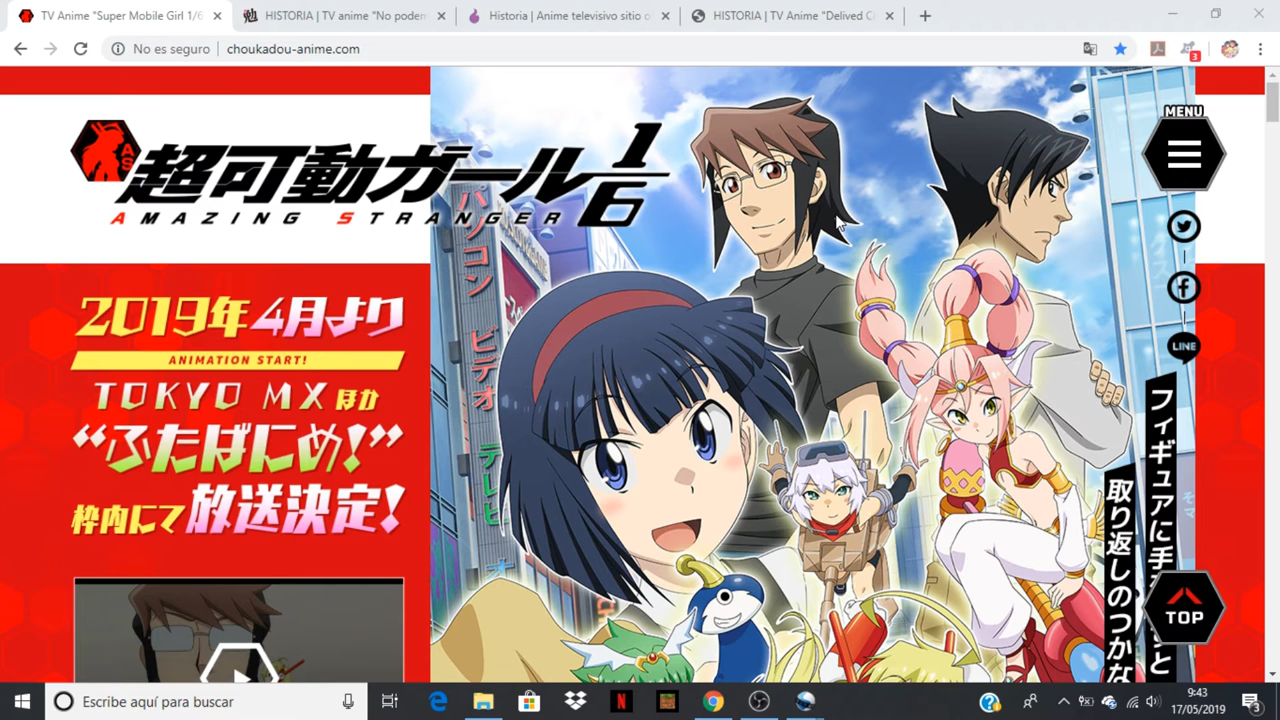 TV Anime "Super Mobile Girl 1/6
HISTORIA | TV anime "No podem
Historia | Anime televisivo sitio o
HISTORIA | TV Anime "Delived C
No es seguro
choukadou-anime.com
3
MENU
AS
超可動ガール 1/6
AMAZING STRANGER
パソコン ビデオ テレビ
2019年4月より
ANIMATION START!
TOKYO MXほか
“ふたばにめ!”
枠内にて放送決定!
LINE
フィギュアに手
取り返しのつかな
と
TOP
Escribe aquí para buscar
9:43
17/05/2019
3